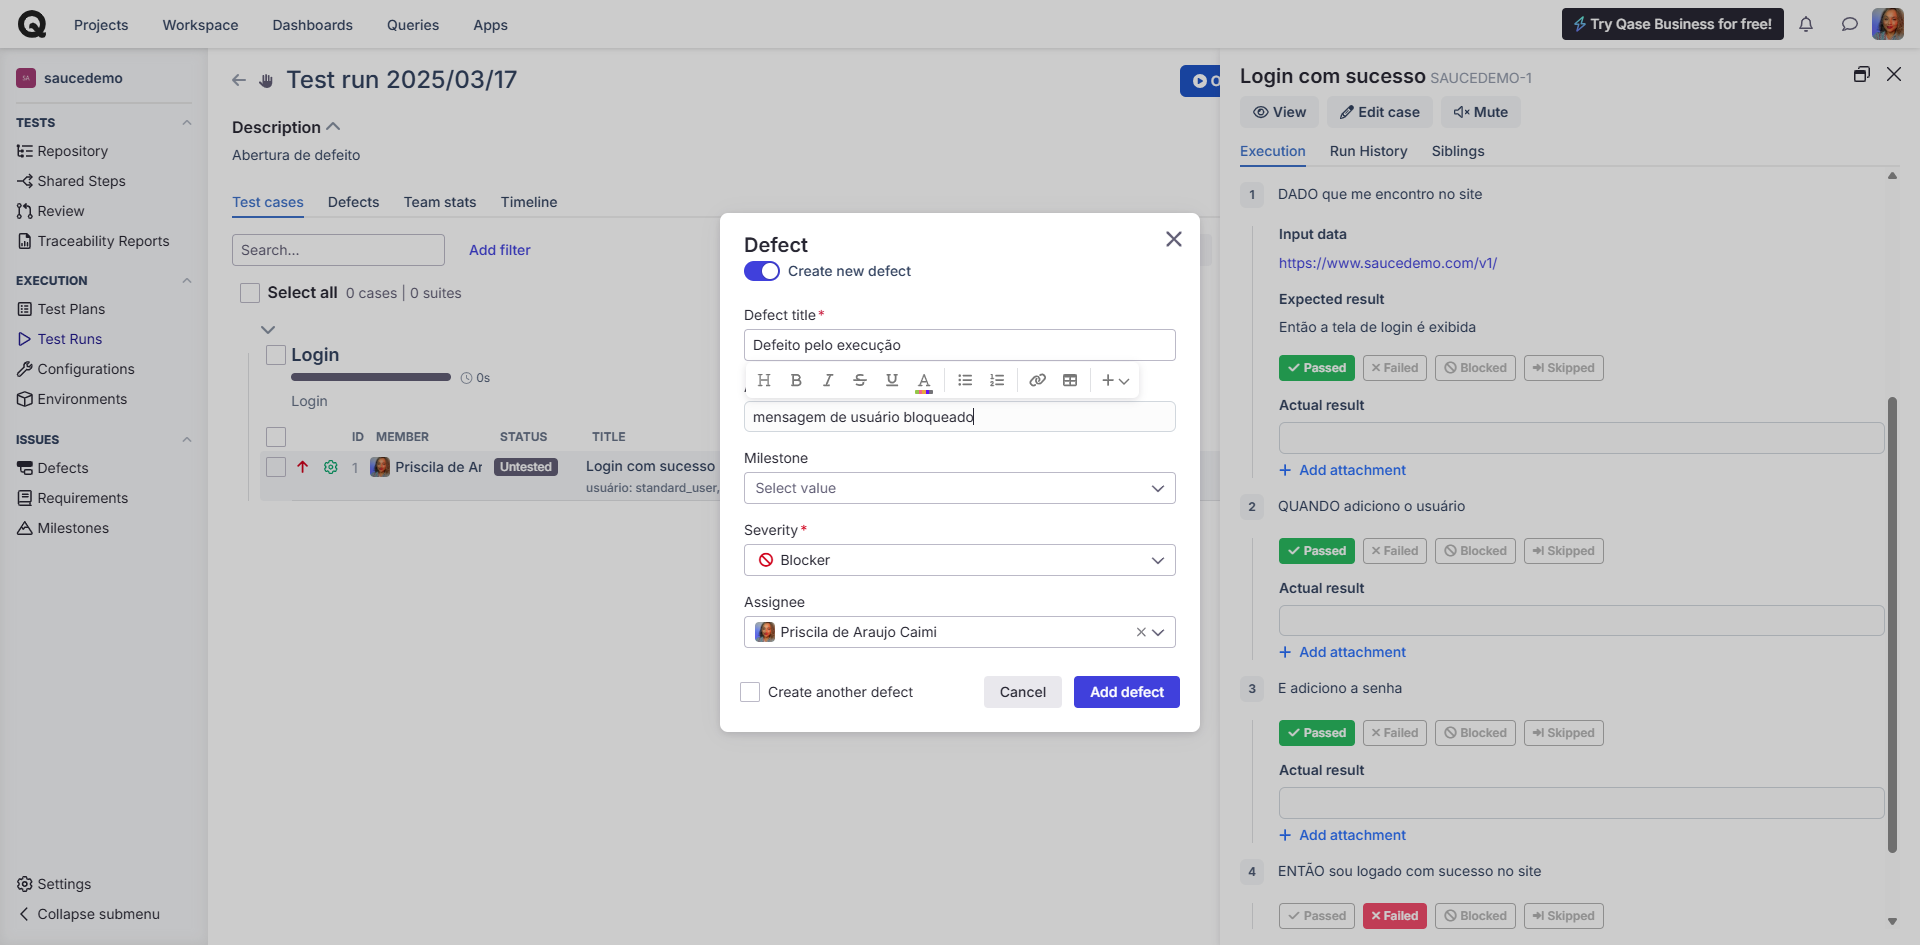 Projects
Workspace
Dashboards
Queries
Apps
Try Qase Business for free!
SA
saucedemo
TESTS
Repository
Shared Steps
Review
Traceability Reports
EXECUTION
Test Plans
Test Runs
Configurations
Environments
ISSUES
Defects
Requirements
Milestones
Settings
Collapse submenu
Test run 2025/03/17
Description
Abertura de defeito
Test cases
Defects
Team stats
Timeline
Search...
Add filter
Select all 0 cases | 0 suites
Login
0s
Login
ID MEMBER STATUS TITLE
1 Priscila de Ar Untested Login com sucesso
usuário: standard_user,
Defect
Create new defect
Defect title*
Defeito pelo execução
H B I S U A
mensagem de usuário bloqueado
Milestone
Select value
Severity*
Blocker
Assignee
Priscila de Araujo Caimi
Create another defect
Cancel
Add defect
Login com sucesso SAUCEDEMO-1
View
Edit case
Mute
Execution
Run History
Siblings
1 DADO que me encontro no site
Input data
https://www.saucedemo.com/v1/
Expected result
Então a tela de login é exibida
Passed Failed Blocked Skipped
Actual result
+ Add attachment
2 QUANDO adiciono o usuário
Passed Failed Blocked Skipped
Actual result
+ Add attachment
3 E adiciono a senha
Passed Failed Blocked Skipped
Actual result
+ Add attachment
4 ENTÃO sou logado com sucesso no site
Passed Failed Blocked Skipped